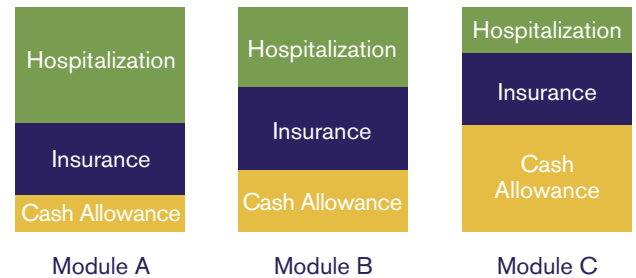 Hospitalization
Insurance
Cash Allowance
Module A
Hospitalization
Insurance
Cash Allowance
Module B
Hospitalization
Insurance
Cash
Allowance
Module C